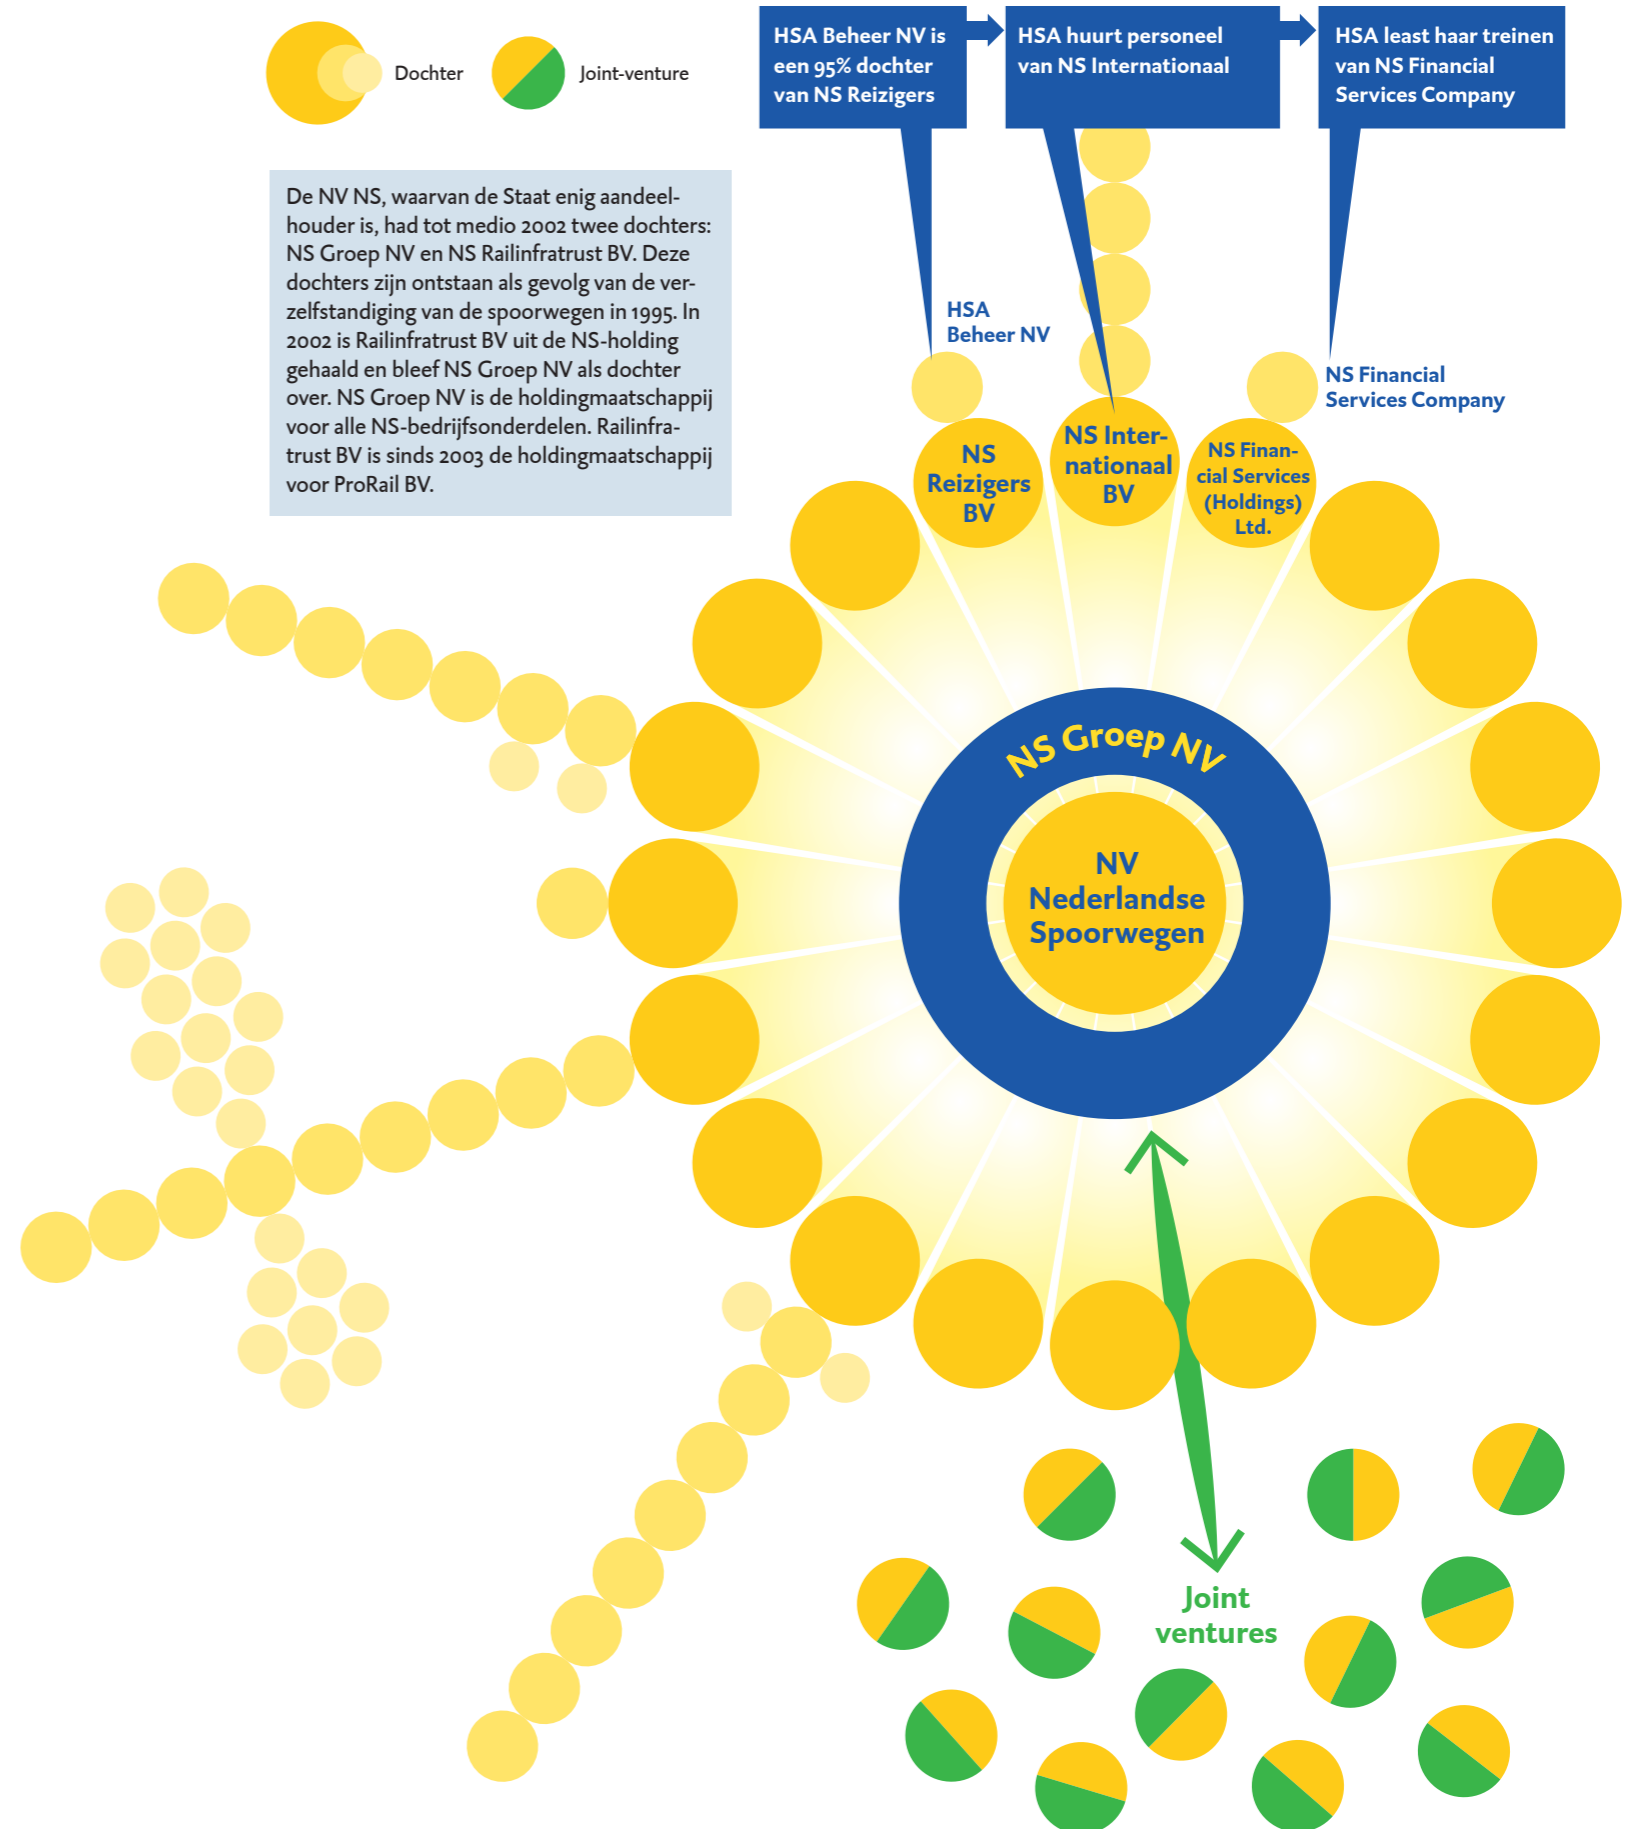 HSA Beheer NV is
een 95% dochter
van NS Reizigers
HSA huurt personeel
van NS Internationaal
HSA least haar treinen
van NS Financial
Services Company
Dochter
Joint-venture
De NV NS, waarvan de Staat enig aandeel-
houder is, had tot medio 2002 twee dochters:
NS Groep NV en NS Railinfratrust BV. Deze
dochters zijn ontstaan als gevolg van de ver-
zelfstandiging van de spoorwegen in 1995. In
2002 is Railinfratrust BV uit de NS-holding
gehaald en bleef NS Groep NV als dochter
over. NS Groep NV is de holdingmaatschappij
voor alle NS-bedrijfsonderdelen. Railinfra-
trust BV is sinds 2003 de holdingmaatschappij
voor ProRail BV.
HSA
Beheer NV
NS Financial
Services Company
NS
Reizigers
BV
NS Inter-
nationaal
BV
NS Finan-
cial Services
(Holdings)
Ltd.
NS Groep NV
NV
Nederlandse
Spoorwegen
Joint
ventures